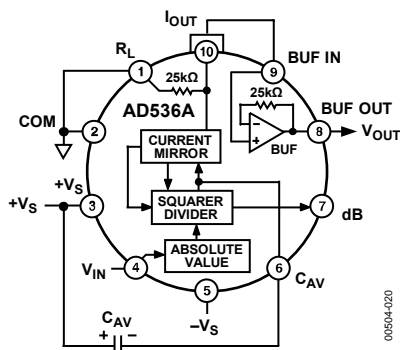 IOUT
RL
10
BUF IN
1
9
25kΩ
25kΩ
AD536A
BUF OUT
COM
2
CURRENT
MIRROR
BUF
8
VOUT
+VS
+VS
3
SQUARER
DIVIDER
7
dB
VIN
4
ABSOLUTE
VALUE
6
CAV
5
–VS
CAV
+ –
00504-020